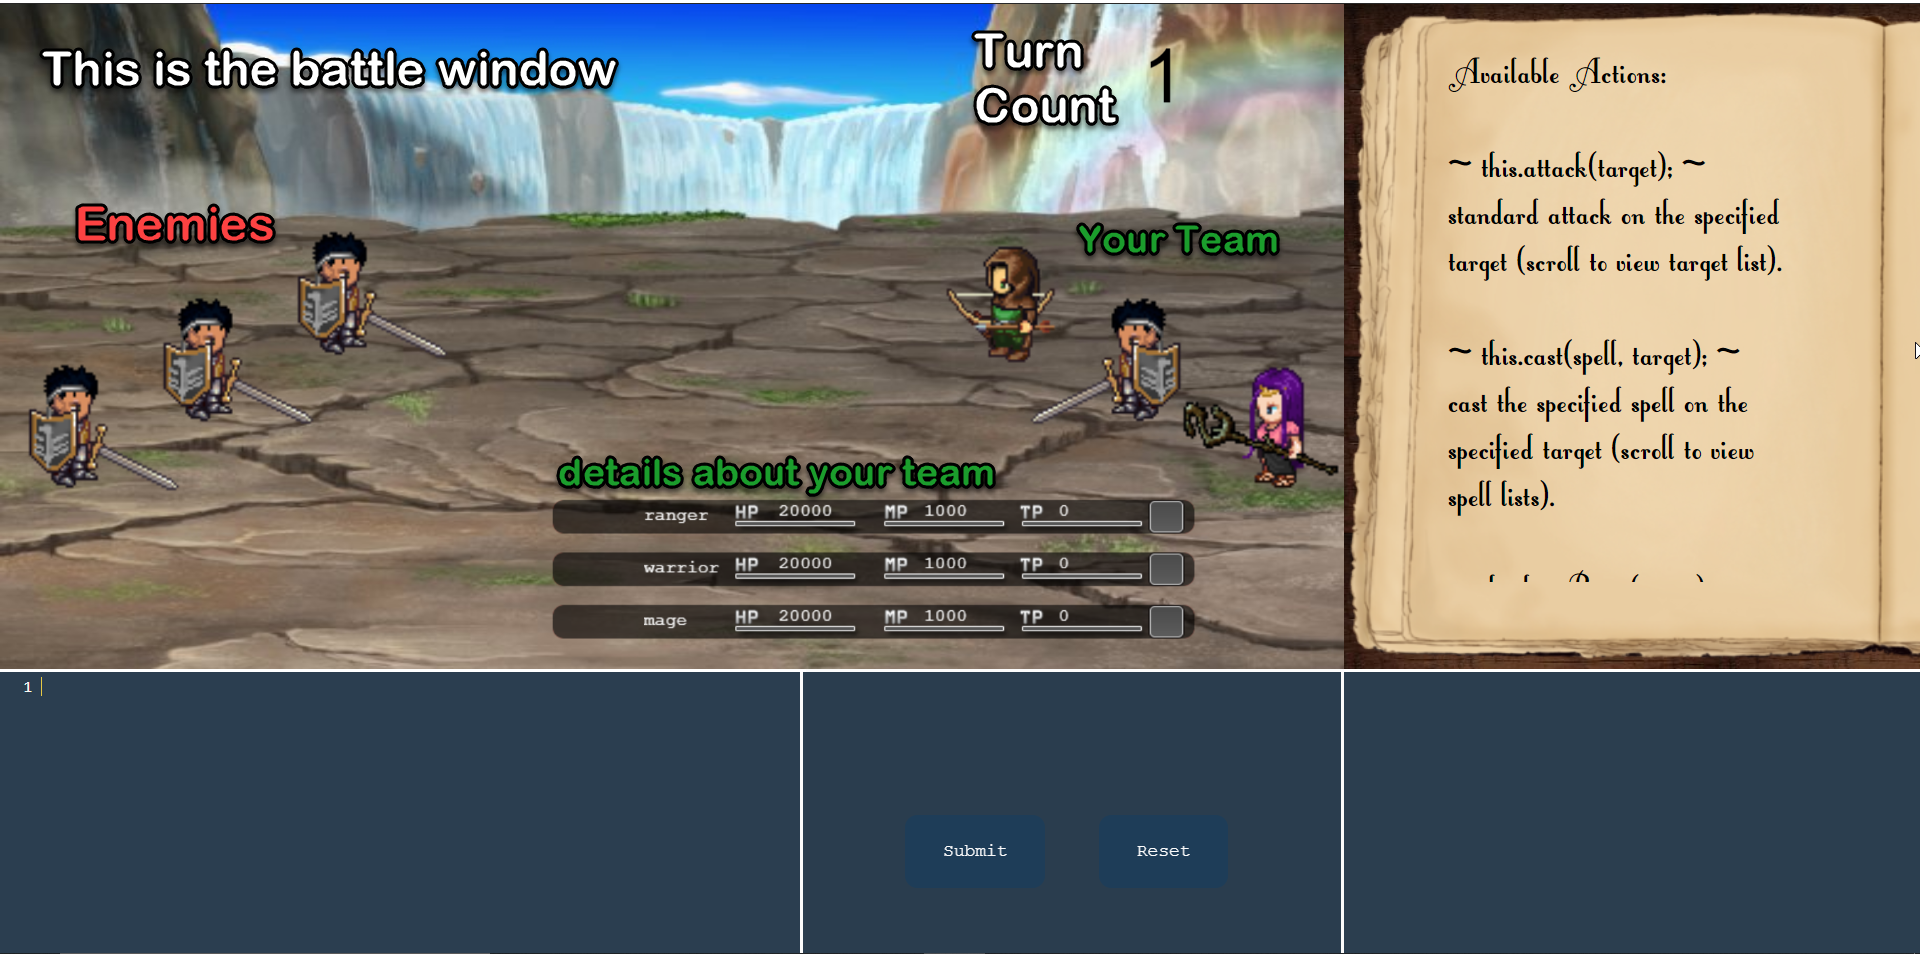 This is the battle window
Turn
Count
1
Enemies
Your Team
details about your team
ranger HP 20000 MP 1000 TP 0
warrior HP 20000 MP 1000 TP 0
mage HP 20000 MP 1000 TP 0
Available Actions:
~ this.attack(target); ~
standard attack on the specified
target (scroll to view target list).
~ this.cast(spell, target); ~
cast the specified spell on the
specified target (scroll to view
spell lists).
1
Submit
Reset